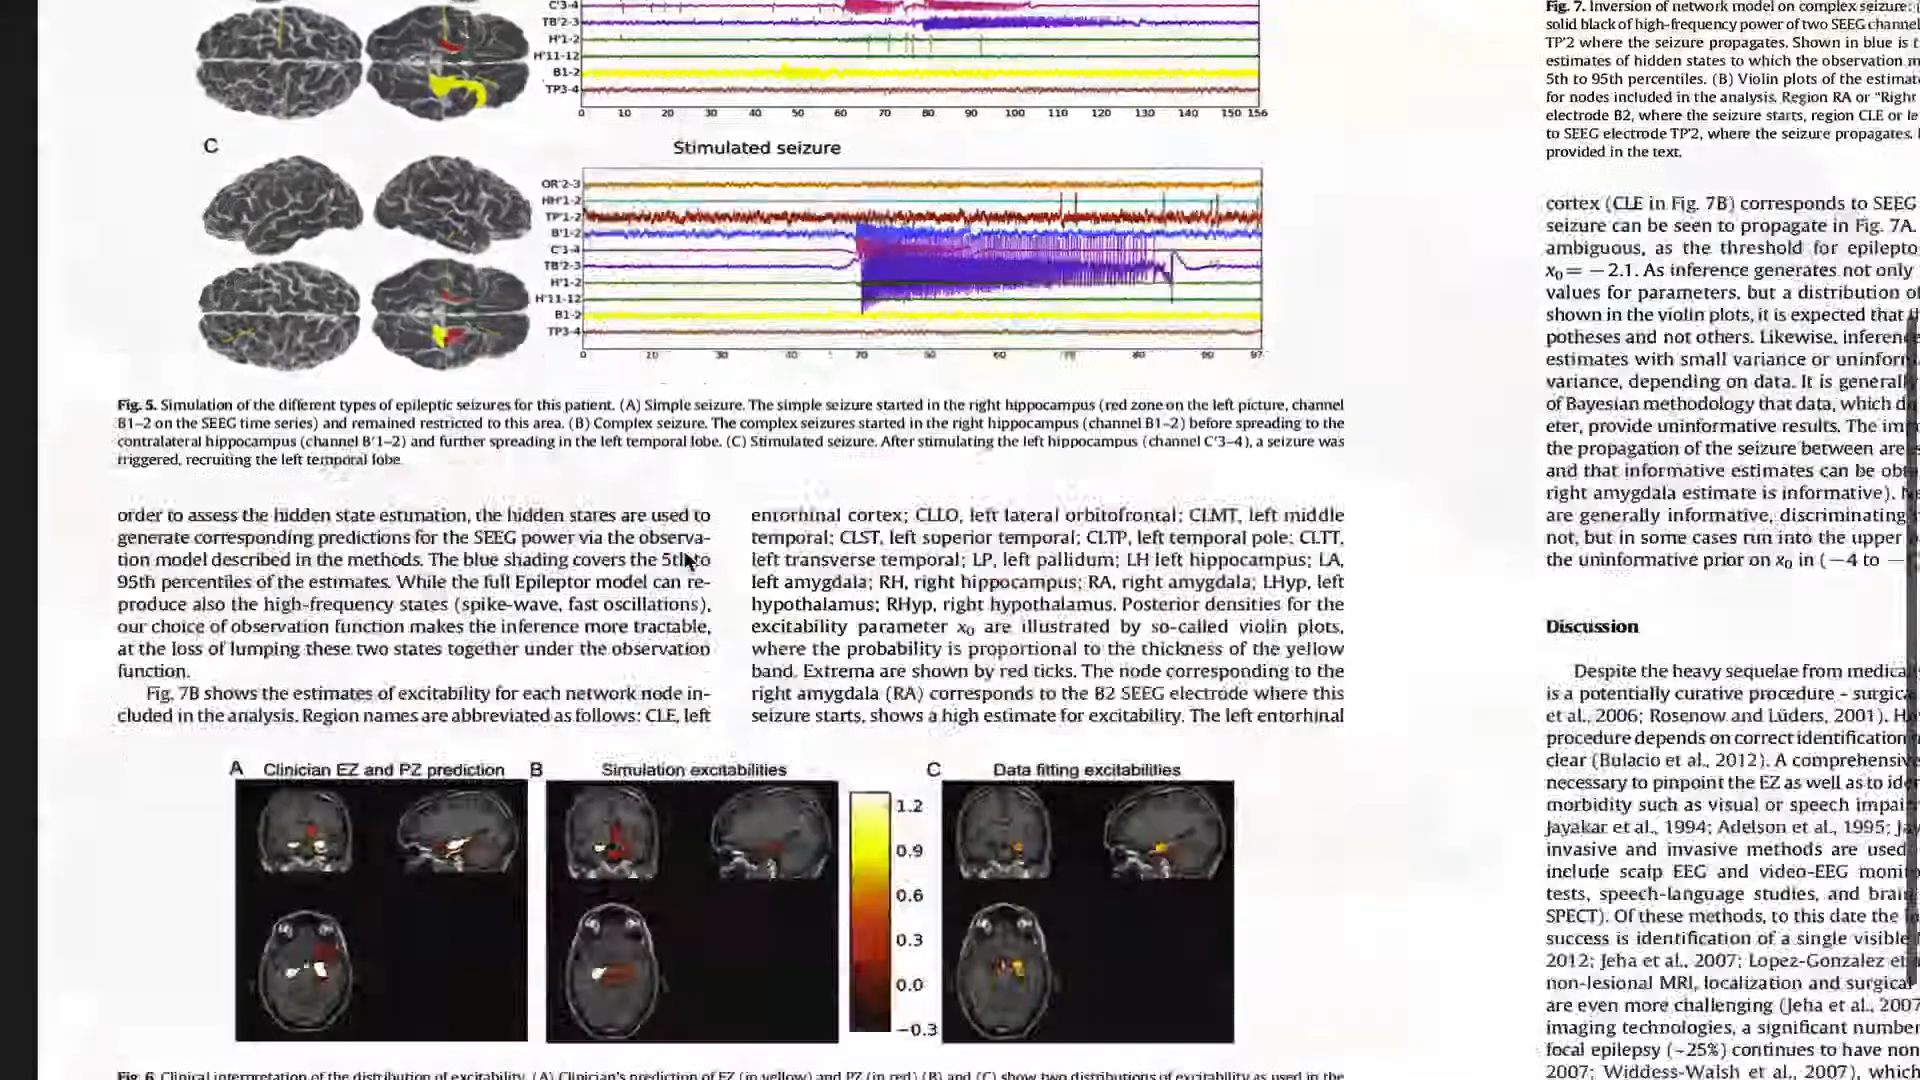 C'3-4
TB'2-3
H'1-2
H'11-12
B1-2
TP3-4
0 10 20 30 40 50 60 70 80 90 100 110 120 130 140 150 156
C
Stimulated seizure
OR'2-3
HH'1-2
TP'1-2
B'1-2
C'3-4
TB'2-3
H'1-2
H'11-12
B1-2
TP3-4
Fig. 5. Simulation of the different types of epileptic seizures for this patient. (A) Simple seizure. The simple seizure started in the right hippocampus (red zone on the left picture, channel
B1–2 on the SEEG time series) and remained restricted to this area. (B) Complex seizure. The complex seizures started in the right hippocampus (channel B1–2) before spreading to the
contralateral hippocampus (channel B'1–2) and further spreading in the left temporal lobe. (C) Stimulated seizure. After stimulating the left hippocampus (channel C'3–4), a seizure was
triggered, recruiting the left temporal lobe
order to assess the hidden state estimation, the hidden states are used to
generate corresponding predictions for the SEEG power via the observa-
tion model described in the methods. The blue shading covers the 5th to
95th percentiles of the estimates. While the full Epileptor model can re-
produce also the high-frequency states (spike-wave, fast oscillations),
our choice of observation function makes the inference more tractable,
at the loss of lumping these two states together under the observation
function.
Fig. 7B shows the estimates of excitability for each network node in-
cluded in the analysis. Region names are abbreviated as follows: CLE, left
entorhinal cortex; CLLO, left lateral orbitofrontal; CLMT, left middle
temporal; CLST, left superior temporal; CLTP, left temporal pole; CLTT,
left transverse temporal; LP, left pallidum; LH left hippocampus; LA,
left amygdala; RH, right hippocampus; RA, right amygdala; LHyp, left
hypothalamus; RHyp, right hypothalamus. Posterior densities for the
excitability parameter x0 are illustrated by so-called violin plots,
where the probability is proportional to the thickness of the yellow
band. Extrema are shown by red ticks. The node corresponding to the
right amygdala (RA) corresponds to the B2 SEEG electrode where this
seizure starts, shows a high estimate for excitability. The left entorhinal
A Clinician EZ and PZ prediction
B Simulation excitabilities
1.2
0.9
0.6
0.3
0.0
−0.3
C Data fitting excitabilities
Fig. 6. Clinical interpretation of the distribution of excitability. (A) Clinician's prediction of EZ (in yellow) and PZ (in red) (B) and (C) show two distributions of excitability as used in the
Fig. 7. Inversion of network model on complex seizure:
solid black of high-frequency power of two SEEG channel
TP'2 where the seizure propagates. Shown in blue is
estimates of hidden states to which the observation
5th to 95th percentiles. (B) Violin plots of the estimat
for nodes included in the analysis. Region RA or "Right
electrode B2, where the seizure starts, region CLE or le
to SEEG electrode TP'2, where the seizure propagates.
provided in the text.
cortex (CLE in Fig. 7B) corresponds to SEEG
seizure can be seen to propagate in Fig. 7A.
ambiguous, as the threshold for epilepto
x0 = −2.1. As inference generates not only
values for parameters, but a distribution of
shown in the violin plots, it is expected that
potheses and not others. Likewise, inferen
estimates with small variance or uninfor
variance, depending on data. It is general
of Bayesian methodology that data, which d
eter, provide uninformative results. The im
the propagation of the seizure between are
and that informative estimates can be ob
right amygdala estimate is informative).
are generally informative, discriminating
not, but in some cases run into the upper
the uninformative prior on x0 in (−4 to −
Discussion
Despite the heavy sequelae from medica
is a potentially curative procedure – surgic
et al., 2006; Rosenow and Lüders, 2001). H
procedure depends on correct identification
clear (Bulacio et al., 2012). A comprehensiv
necessary to pinpoint the EZ as well as to id
morbidity such as visual or speech impai
Jayakar et al., 1994; Adelson et al., 1995; Ja
invasive and invasive methods are used
include scalp EEG and video-EEG moni
tests, speech-language studies, and brai
SPECT). Of these methods, to this date the
success is identification of a single visible
2012; Jeha et al., 2007; Lopez-Gonzalez et
non-lesional MRI, localization and surgical
are even more challenging (Jeha et al., 2007
imaging technologies, a significant number
focal epilepsy (~25%) continues to have non
2007; Widdess-Walsh et al., 2007), which